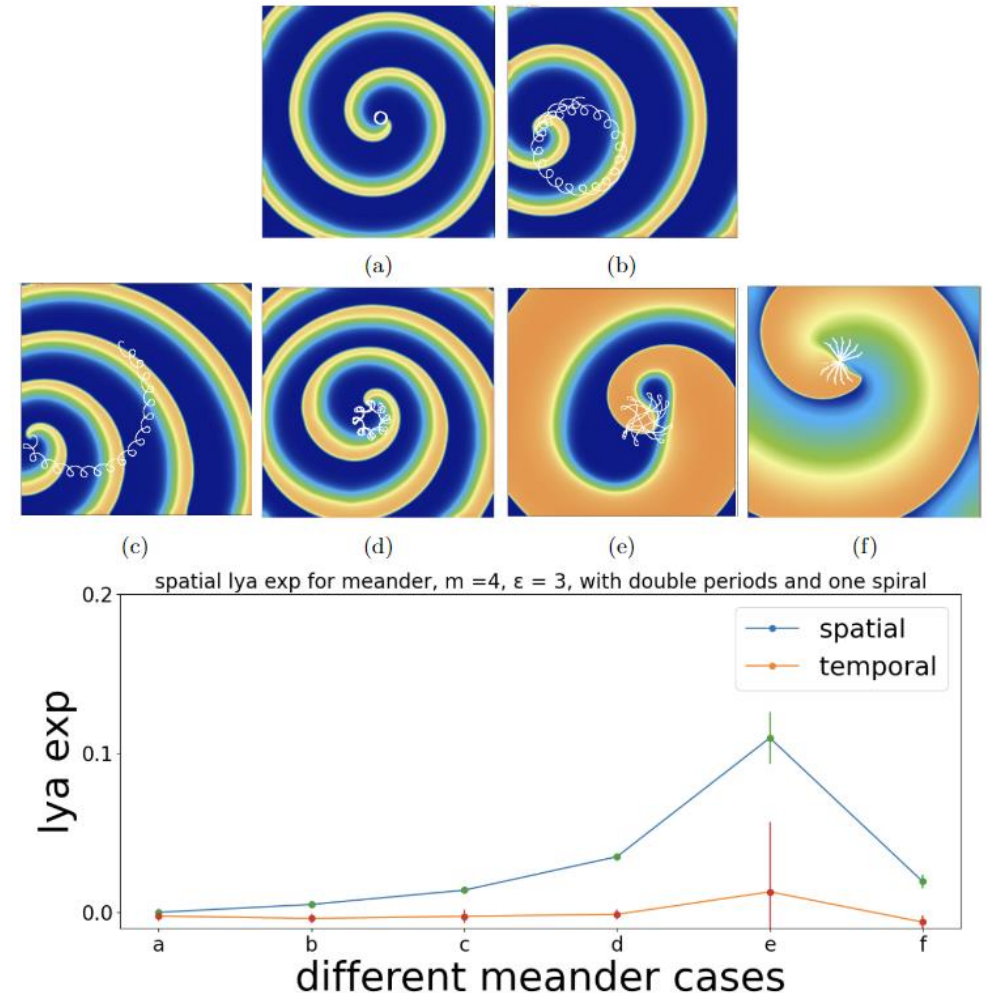 (a) (b)
(c) (d) (e) (f)
spatial lya exp for meander, m =4, ε = 3, with double periods and one spiral
0.2
spatial
temporal
0.1
lya exp
0.0
a b c d e f
different meander cases